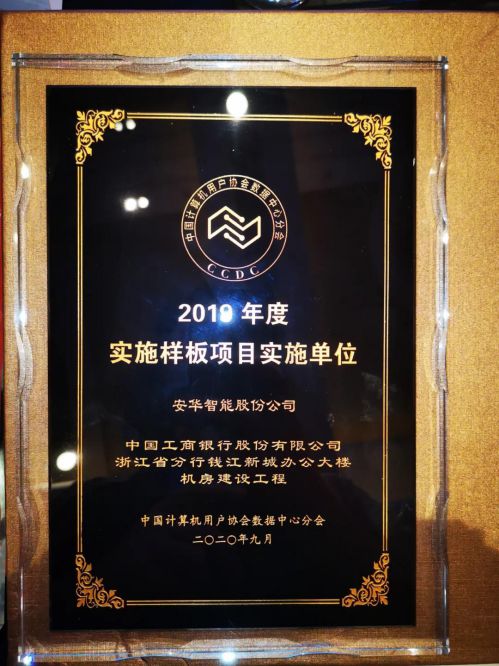 中国计算机用户协会数据中心分会
CCDC
2019 年度
实施样板项目实施单位
安华智能股份公司
中国工商银行股份有限公司
浙江省分行钱江新城办公大楼
机房建设工程
中国计算机用户协会数据中心分会
二〇二〇年九月